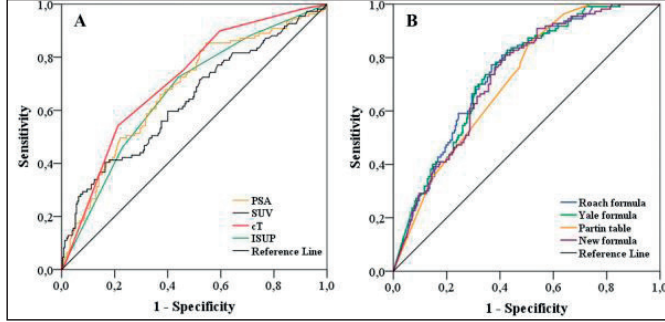 A
1,0
0,8
0,6
0,4
0,2
0,0
Sensitivity
PSA
SUV
cT
ISUP
Reference Line
0,0 0,2 0,4 0,6 0,8 1,0
1 - Specificity
B
1,0
0,8
0,6
0,4
0,2
0,0
Sensitivity
Roach formula
Yale formula
Partin table
New formula
Reference Line
0,0 0,2 0,4 0,6 0,8 1,0
1 - Specificity